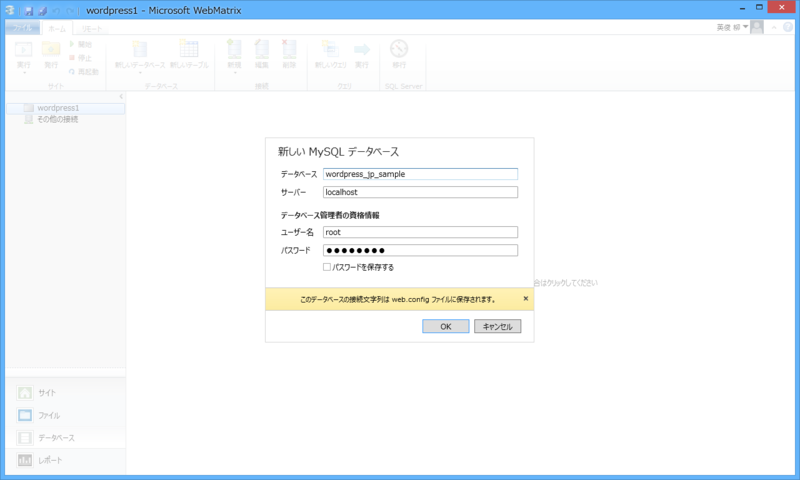 wordpress1 - Microsoft WebMatrix
ファイル ホーム リモート 英俊 柳
実行 発行 開始 停止 再起動 新しいデータベース 新しいテーブル 新規 編集 削除 新しいクエリ 実行 移行
サイト データベース 接続 クエリ SQL Server
wordpress1
その他の接続
新しい MySQL データベース
データベース wordpress_jp_sample
サーバー localhost
データベース管理者の資格情報
ユーザー名 root
パスワード ●●●●●●●●
パスワードを保存する
合はクリックしてください
このデータベースの接続文字列は web.config ファイルに保存されます。
OK キャンセル
サイト
ファイル
データベース
レポート